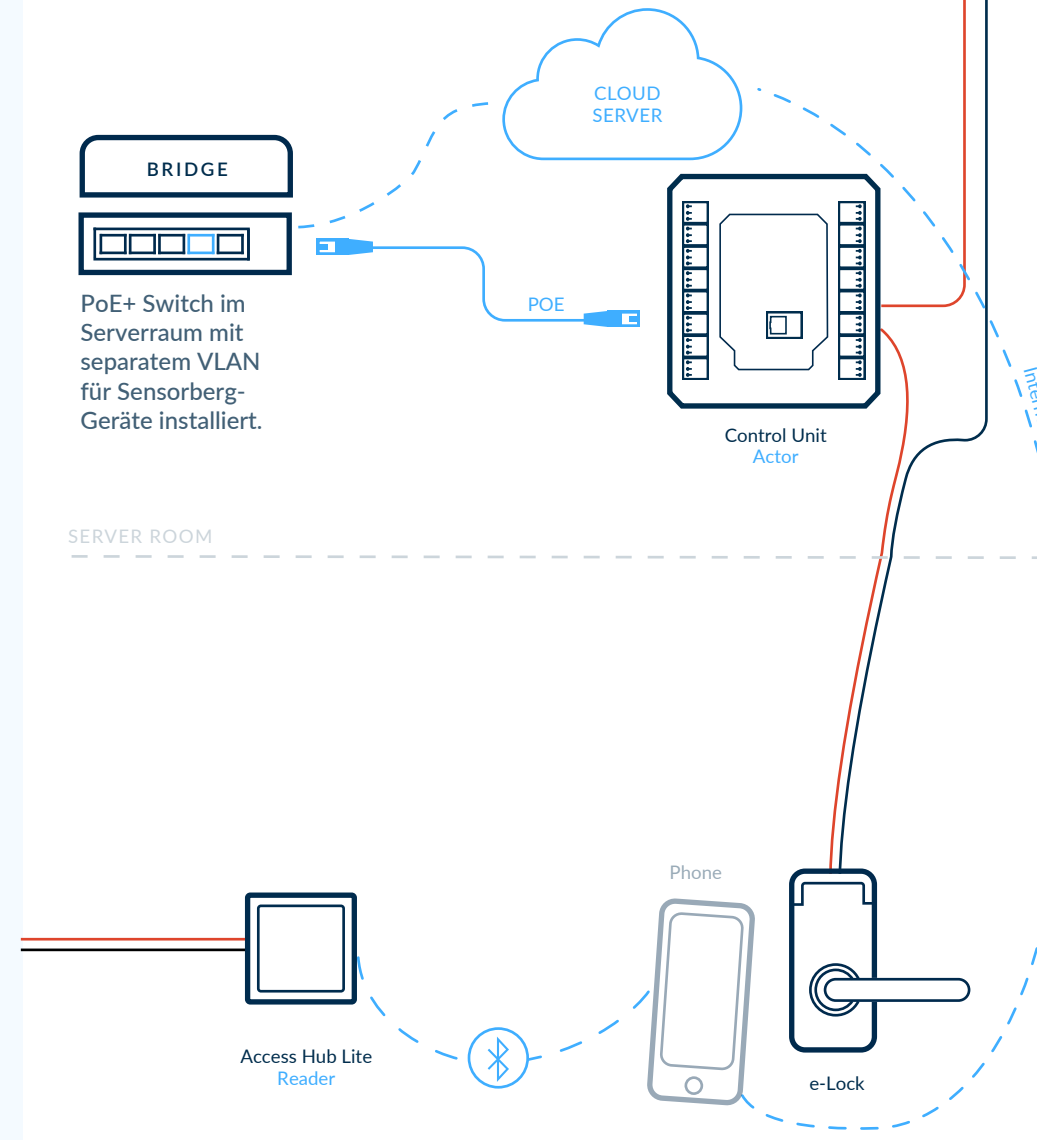 CLOUD
SERVER
BRIDGE
PoE+ Switch im
Serverraum mit
separatem VLAN
für Sensorberg-
Geräte installiert.
POE
Control Unit
Actor
SERVER ROOM
Phone
Access Hub Lite
Reader
e-Lock